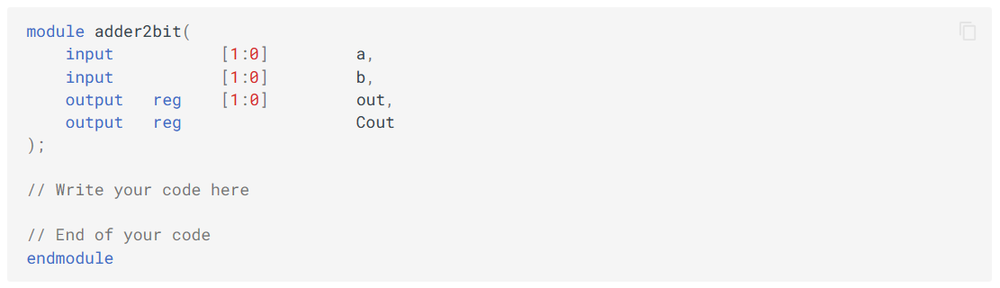 module adder2bit(
    input           [1:0]         a,
    input           [1:0]         b,
    output   reg    [1:0]         out,
    output   reg                  Cout
);
// Write your code here
// End of your code
endmodule